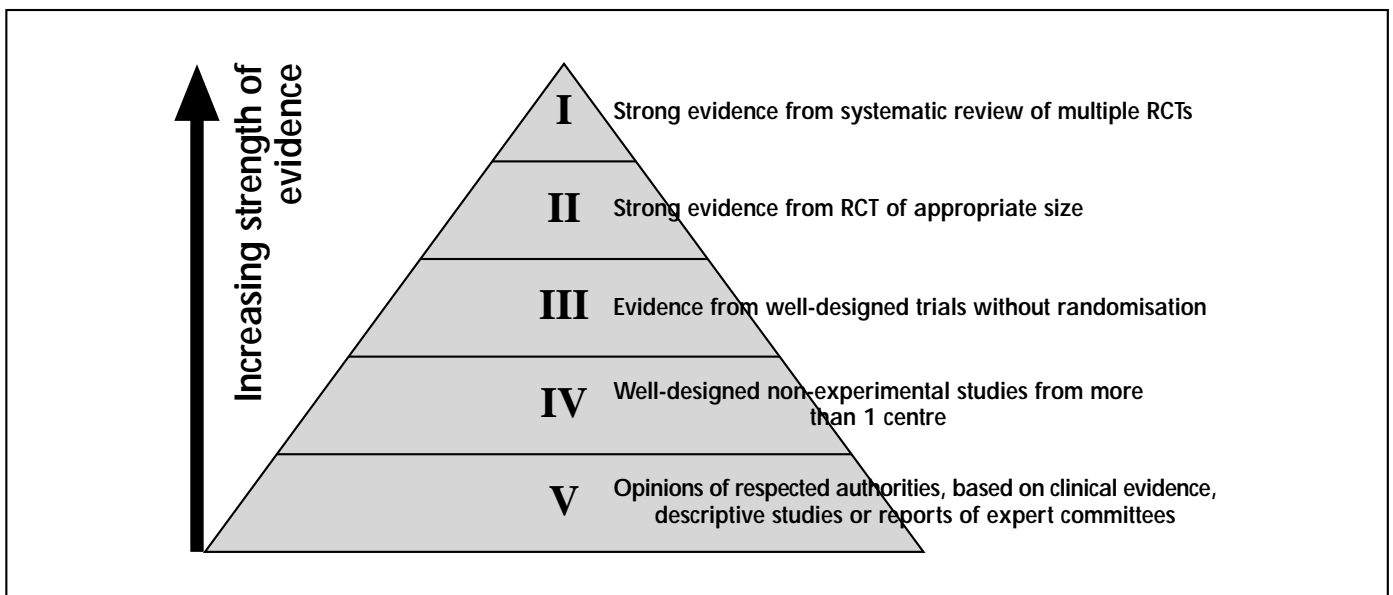 Increasing strength of
evidence
I
Strong evidence from systematic review of multiple RCTs
II
Strong evidence from RCT of appropriate size
III
Evidence from well-designed trials without randomisation
IV
Well-designed non-experimental studies from more
than 1 centre
V
Opinions of respected authorities, based on clinical evidence,
descriptive studies or reports of expert committees